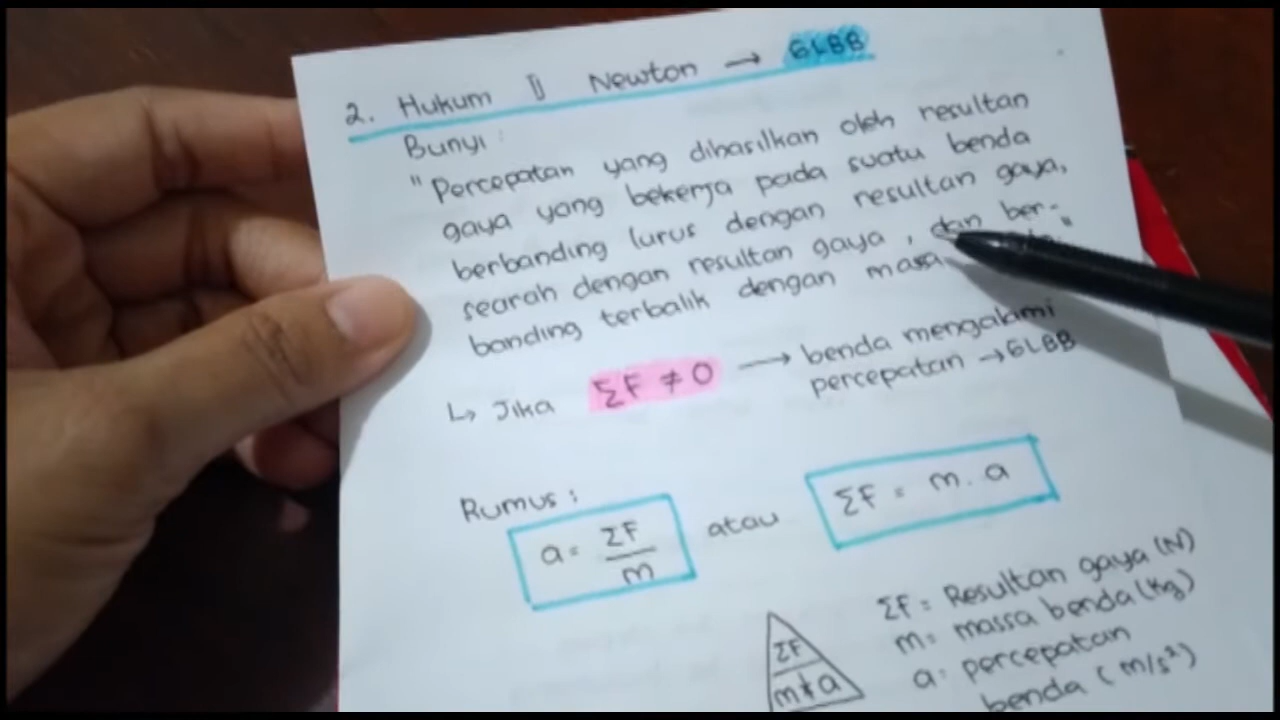 2. Hukum II Newton → GLBB
Bunyi :
"Percepatan yang dihasilkan oleh resultan
gaya yang bekerja pada suatu benda
berbanding lurus dengan resultan gaya,
searah dengan resultan gaya, dan ber-
banding terbalik dengan massa "
↳ Jika ΣF ≠ 0 → benda mengalami
percepatan → GLBB
Rumus :
a = ΣF/m atau ΣF = m . a
ΣF = Resultan gaya (N)
m = massa benda (kg)
a = percepatan
benda (m/s²)
ΣF
m * a